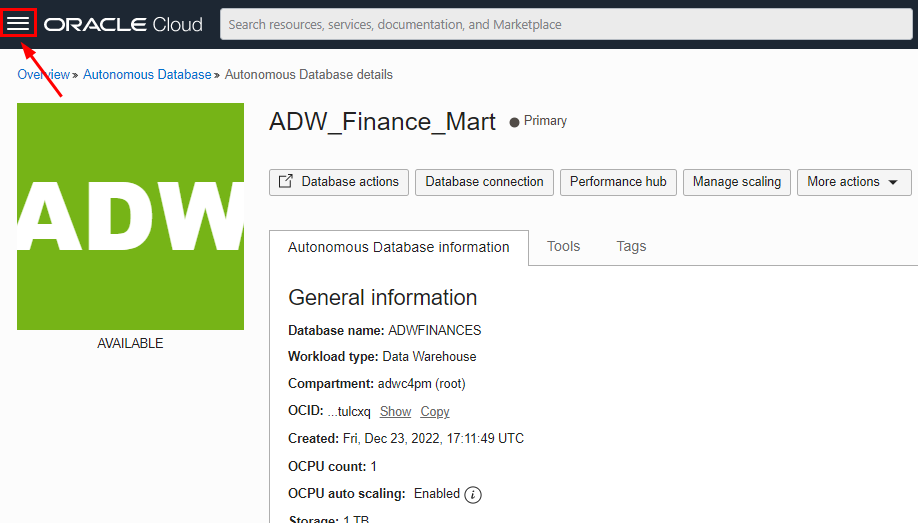 ORACLE Cloud Search resources, services, documentation, and Marketplace
Overview » Autonomous Database » Autonomous Database details
ADW
AVAILABLE
ADW_Finance_Mart Primary
Database actions Database connection Performance hub Manage scaling More actions
Autonomous Database information Tools Tags
General information
Database name: ADWFINANCES
Workload type: Data Warehouse
Compartment: adwc4pm (root)
OCID: ...tulcxq Show Copy
Created: Fri, Dec 23, 2022, 17:11:49 UTC
OCPU count: 1
OCPU auto scaling: Enabled i
Storage: 1 TB